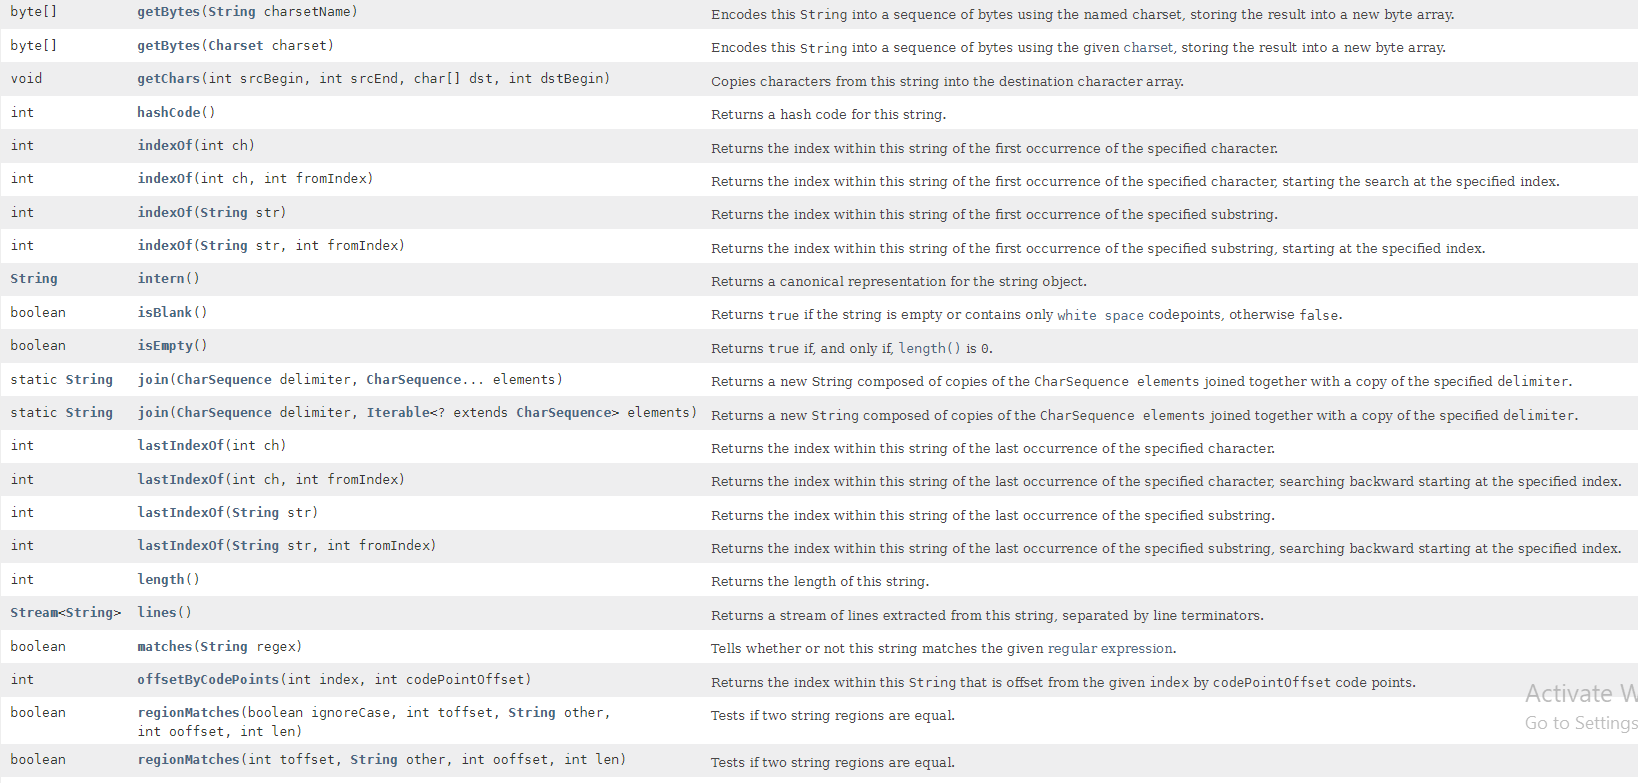 byte[] getBytes(String charsetName) Encodes this String into a sequence of bytes using the named charset, storing the result into a new byte array.
byte[] getBytes(Charset charset) Encodes this String into a sequence of bytes using the given charset, storing the result into a new byte array.
void getChars(int srcBegin, int srcEnd, char[] dst, int dstBegin) Copies characters from this string into the destination character array.
int hashCode() Returns a hash code for this string.
int indexOf(int ch) Returns the index within this string of the first occurrence of the specified character.
int indexOf(int ch, int fromIndex) Returns the index within this string of the first occurrence of the specified character, starting the search at the specified index.
int indexOf(String str) Returns the index within this string of the first occurrence of the specified substring.
int indexOf(String str, int fromIndex) Returns the index within this string of the first occurrence of the specified substring, starting at the specified index.
String intern() Returns a canonical representation for the string object.
boolean isBlank() Returns true if the string is empty or contains only white space codepoints, otherwise false.
boolean isEmpty() Returns true if, and only if, length() is 0.
static String join(CharSequence delimiter, CharSequence... elements) Returns a new String composed of copies of the CharSequence elements joined together with a copy of the specified delimiter.
static String join(CharSequence delimiter, Iterable<? extends CharSequence> elements) Returns a new String composed of copies of the CharSequence elements joined together with a copy of the specified delimiter.
int lastIndexOf(int ch) Returns the index within this string of the last occurrence of the specified character.
int lastIndexOf(int ch, int fromIndex) Returns the index within this string of the last occurrence of the specified character, searching backward starting at the specified index.
int lastIndexOf(String str) Returns the index within this string of the last occurrence of the specified substring.
int lastIndexOf(String str, int fromIndex) Returns the index within this string of the last occurrence of the specified substring, searching backward starting at the specified index.
int length() Returns the length of this string.
Stream<String> lines() Returns a stream of lines extracted from this string, separated by line terminators.
boolean matches(String regex) Tells whether or not this string matches the given regular expression.
int offsetByCodePoints(int index, int codePointOffset) Returns the index within this String that is offset from the given index by codePointOffset code points.
Activate W
boolean regionMatches(boolean ignoreCase, int toffset, String other, Tests if two string regions are equal.
int ooffset, int len)
Go to Settings
boolean regionMatches(int toffset, String other, int ooffset, int len) Tests if two string regions are equal.